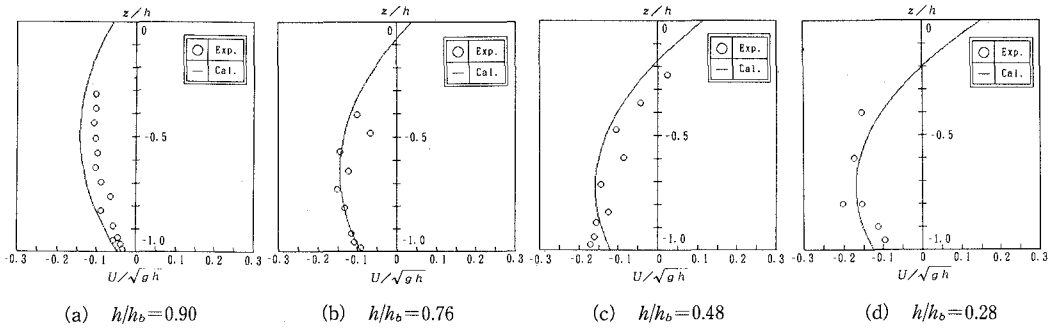 z/h
z/h
z/h
z/h
0
Exp.
Cal.
-0.5
-1.0
-0.3 -0.2 -0.1 0 0.1 0.2 0.3
U/√gh
(a) h/h_b=0.90
0
Exp.
Cal.
-0.5
-1.0
-0.3 -0.2 -0.1 0 0.1 0.2 0.3
U/√gh
(b) h/h_b=0.76
0
Exp.
Cal.
-0.5
-1.0
-0.3 -0.2 -0.1 0 0.1 0.2 0.3
U/√gh
(c) h/h_b=0.48
0
Exp.
Cal.
-0.5
-1.0
-0.3 -0.2 -0.1 0 0.1 0.2 0.3
U/√gh
(d) h/h_b=0.28